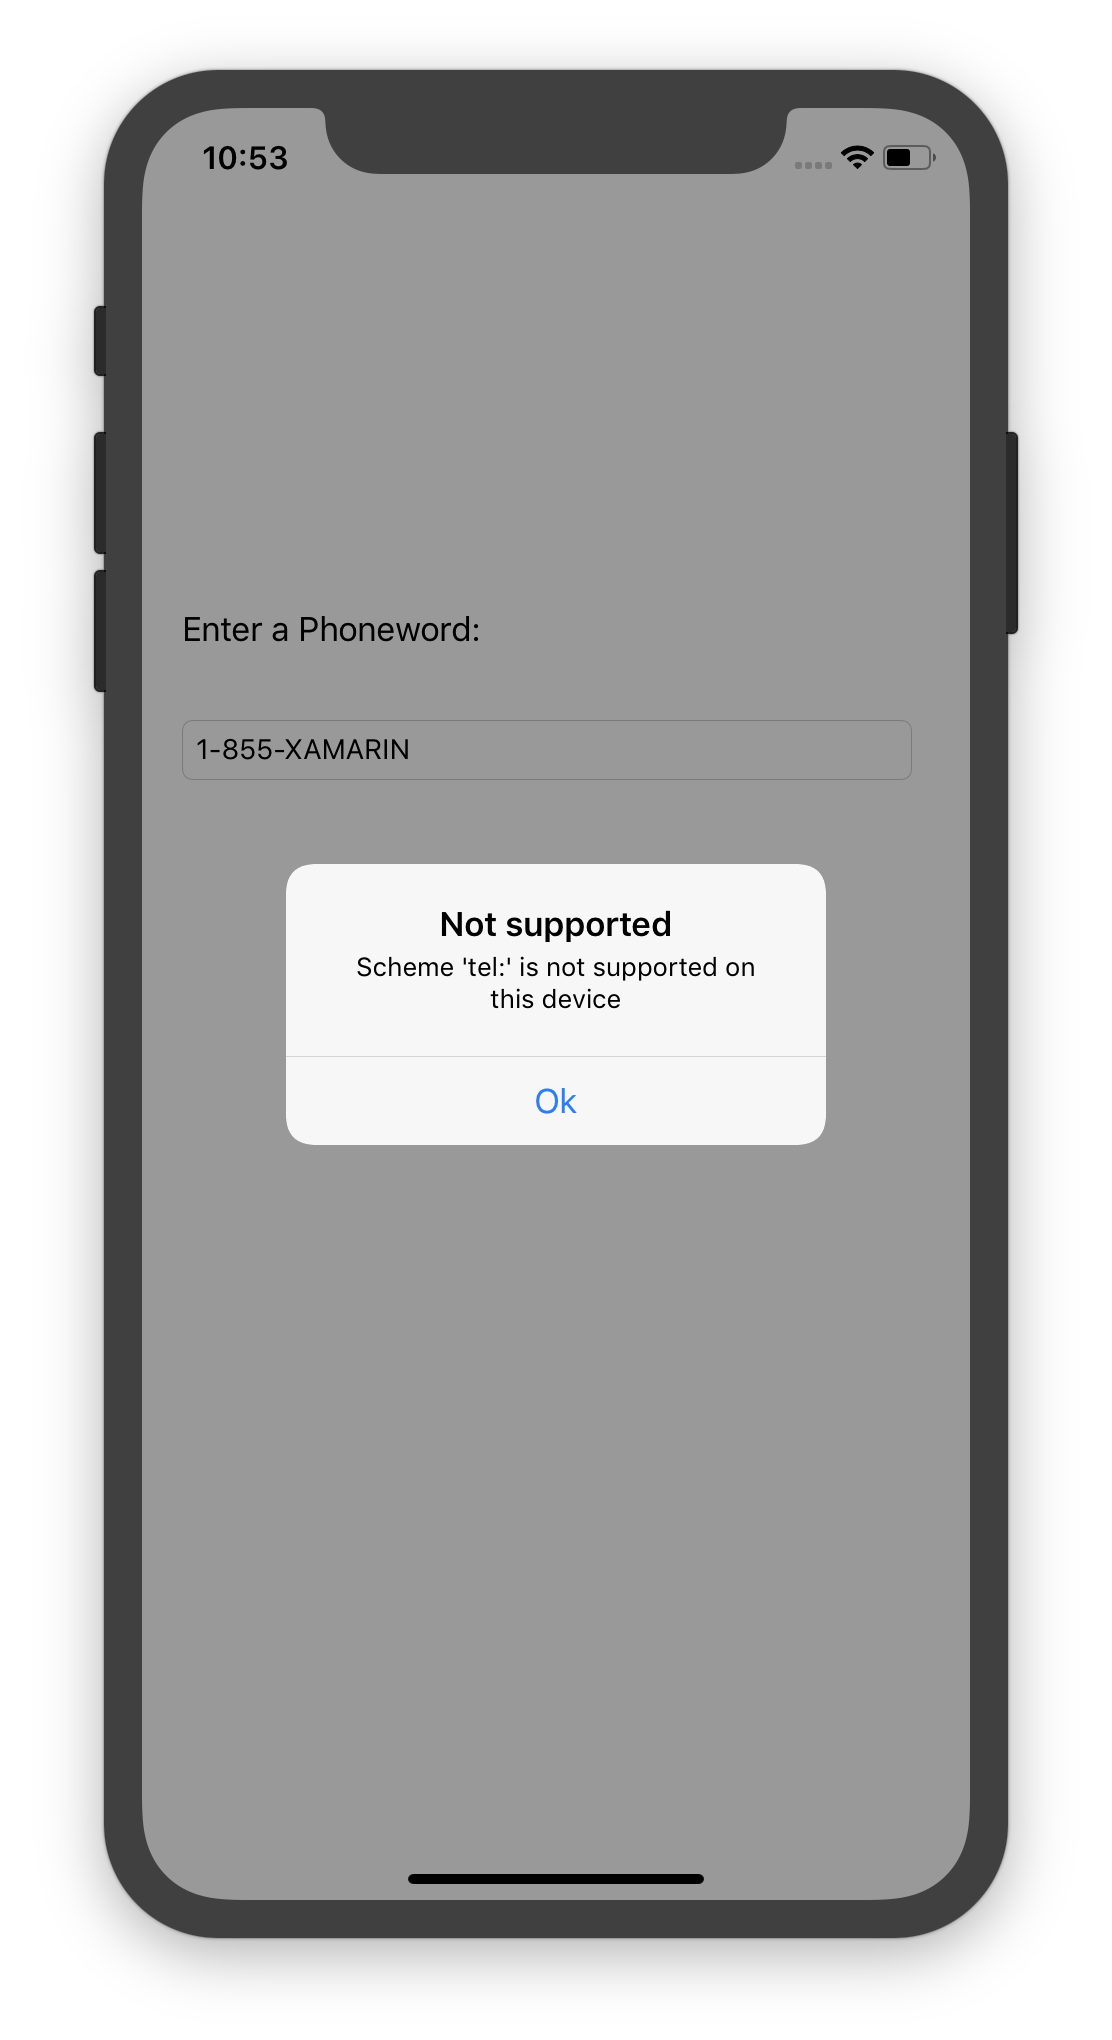 10:53
Enter a Phoneword:
1-855-XAMARIN
Not supported
Scheme 'tel:' is not supported on
this device
Ok